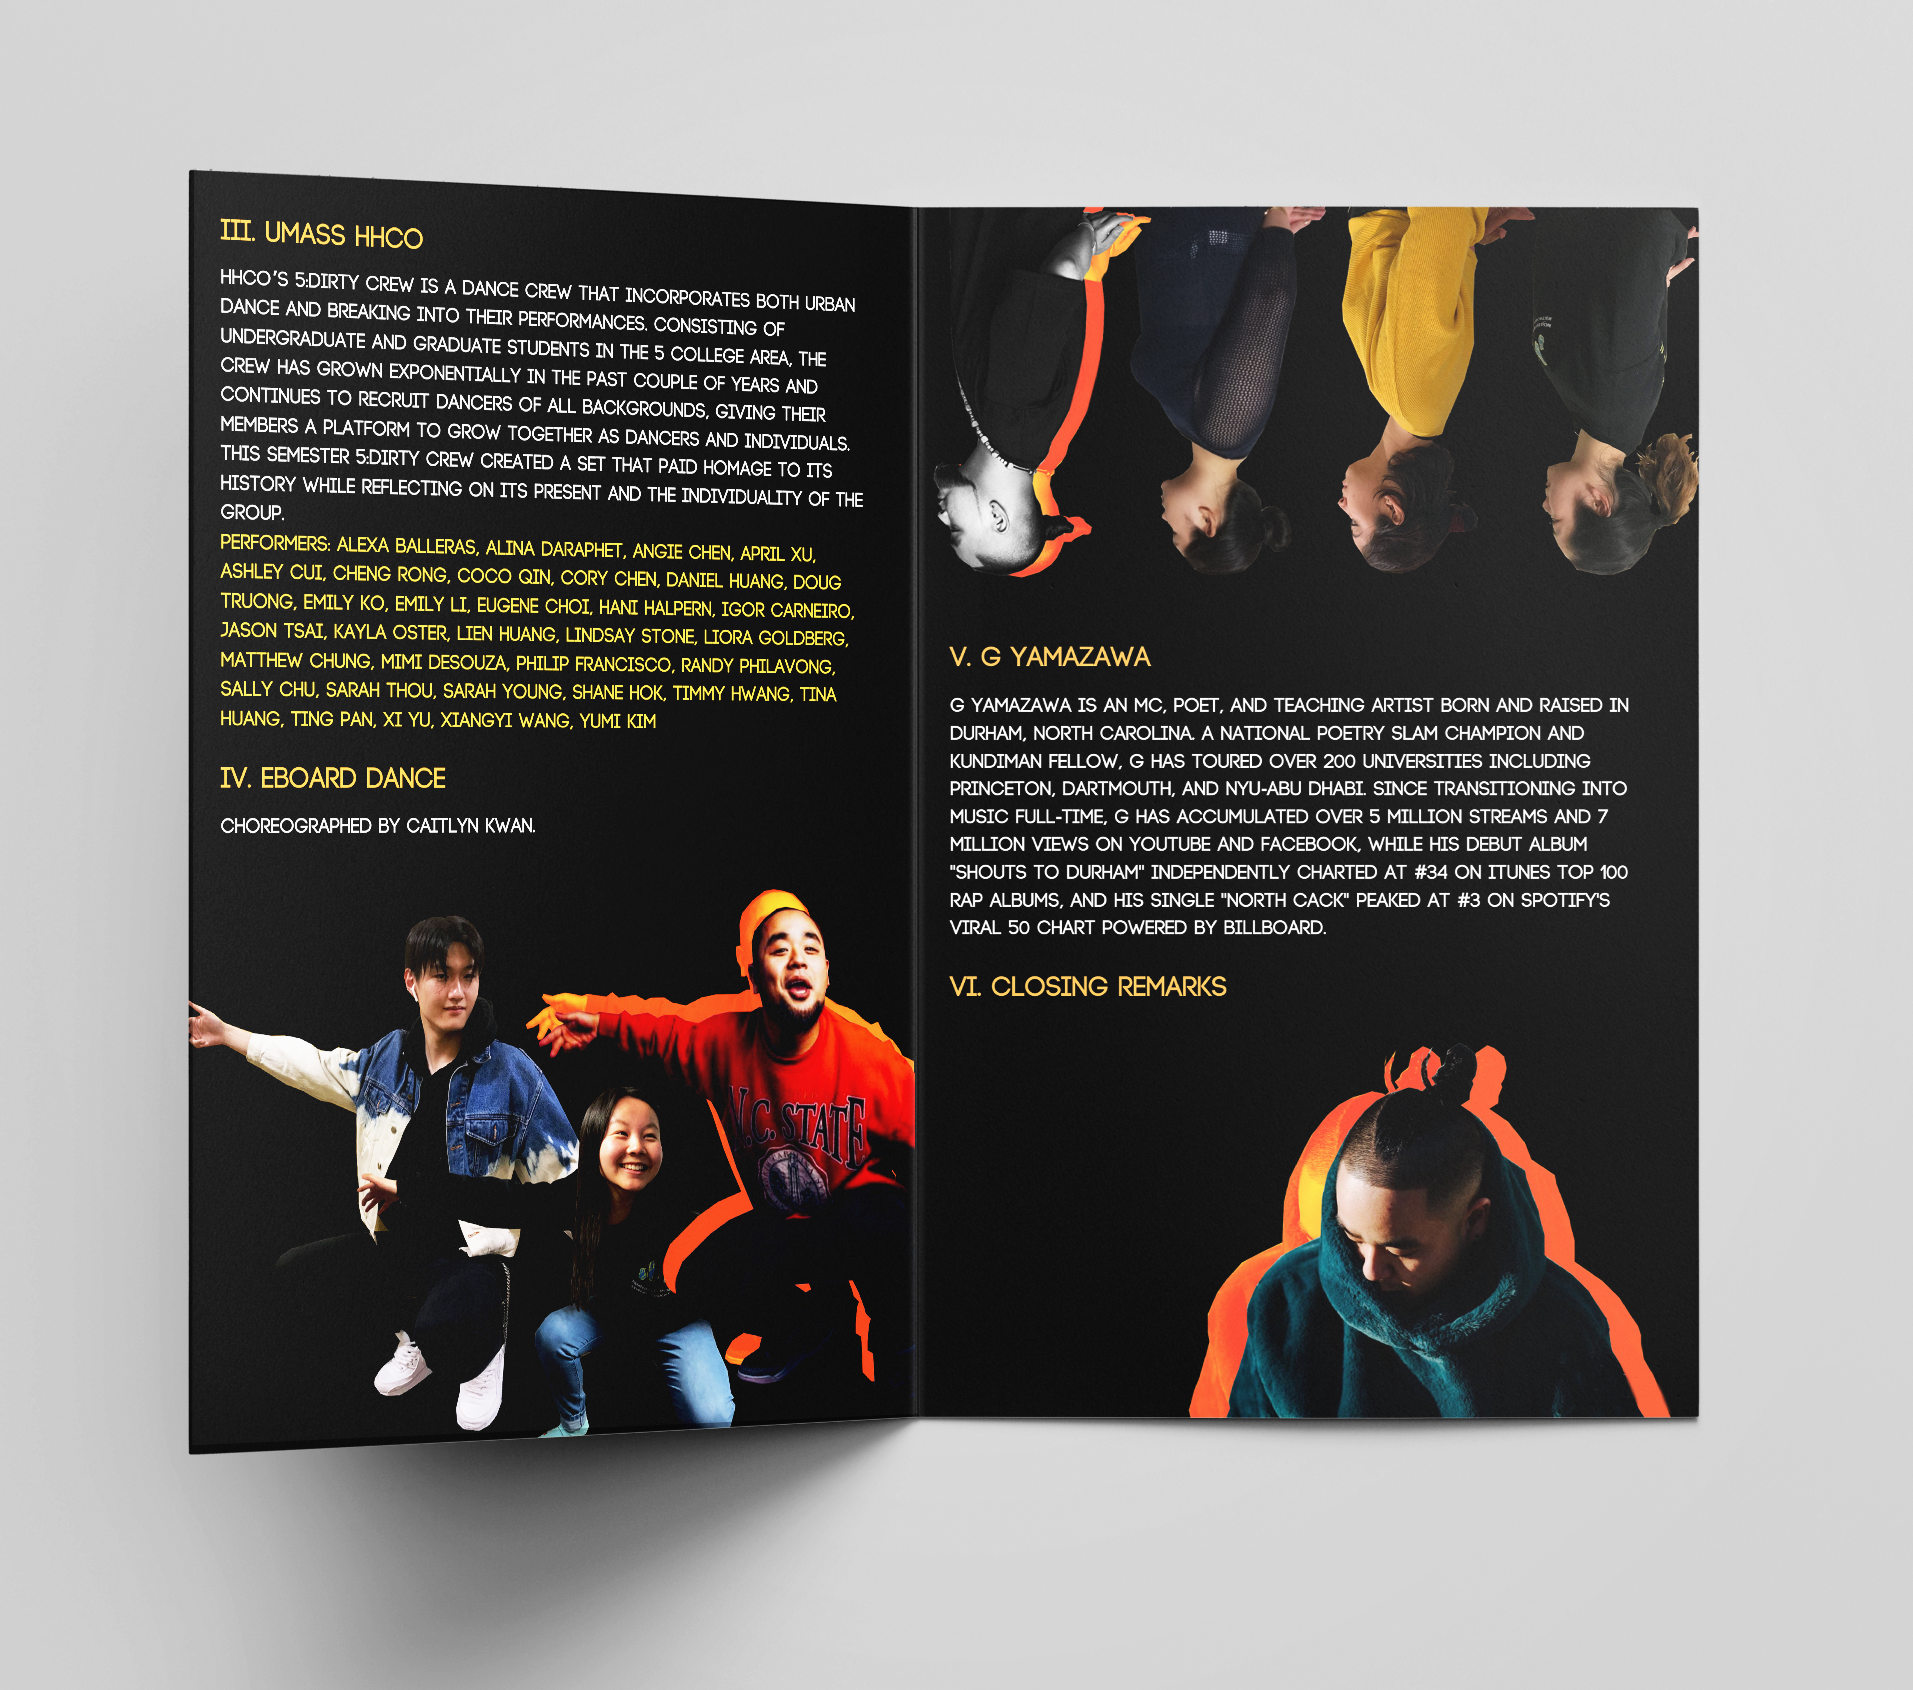 III. UMASS HHCO
HHCO'S 5:DIRTY CREW IS A DANCE CREW THAT INCORPORATES BOTH URBAN
DANCE AND BREAKING INTO THEIR PERFORMANCES. CONSISTING OF
UNDERGRADUATE AND GRADUATE STUDENTS IN THE 5 COLLEGE AREA, THE
CREW HAS GROWN EXPONENTIALLY IN THE PAST COUPLE OF YEARS AND
CONTINUES TO RECRUIT DANCERS OF ALL BACKGROUNDS, GIVING THEIR
MEMBERS A PLATFORM TO GROW TOGETHER AS DANCERS AND INDIVIDUALS.
THIS SEMESTER 5:DIRTY CREW CREATED A SET THAT PAID HOMAGE TO ITS
HISTORY WHILE REFLECTING ON ITS PRESENT AND THE INDIVIDUALITY OF THE
GROUP.
PERFORMERS: ALEXA BALLERAS, ALINA DARAPHET, ANGIE CHEN, APRIL XU,
ASHLEY CUI, CHENG RONG, COCO QIN, CORY CHEN, DANIEL HUANG, DOUG
TRUONG, EMILY KO, EMILY LI, EUGENE CHOI, HANI HALPERN, IGOR CARNEIRO,
JASON TSAI, KAYLA OSTER, LIEN HUANG, LINDSAY STONE, LIORA GOLDBERG,
MATTHEW CHUNG, MIMI DESOUZA, PHILIP FRANCISCO, RANDY PHILAVONG,
SALLY CHU, SARAH THOU, SARAH YOUNG, SHANE HOK, TIMMY HWANG, TINA
HUANG, TING PAN, XI YU, XIANGYI WANG, YUMI KIM
IV. EBOARD DANCE
CHOREOGRAPHED BY CAITLYN KWAN.
N.C. STATE
V. G YAMAZAWA
G YAMAZAWA IS AN MC, POET, AND TEACHING ARTIST BORN AND RAISED IN
DURHAM, NORTH CAROLINA. A NATIONAL POETRY SLAM CHAMPION AND
KUNDIMAN FELLOW, G HAS TOURED OVER 200 UNIVERSITIES INCLUDING
PRINCETON, DARTMOUTH, AND NYU-ABU DHABI. SINCE TRANSITIONING INTO
MUSIC FULL-TIME, G HAS ACCUMULATED OVER 5 MILLION STREAMS AND 7
MILLION VIEWS ON YOUTUBE AND FACEBOOK, WHILE HIS DEBUT ALBUM
"SHOUTS TO DURHAM" INDEPENDENTLY CHARTED AT #34 ON ITUNES TOP 100
RAP ALBUMS, AND HIS SINGLE "NORTH CACK" PEAKED AT #3 ON SPOTIFY'S
VIRAL 50 CHART POWERED BY BILLBOARD.
VI. CLOSING REMARKS